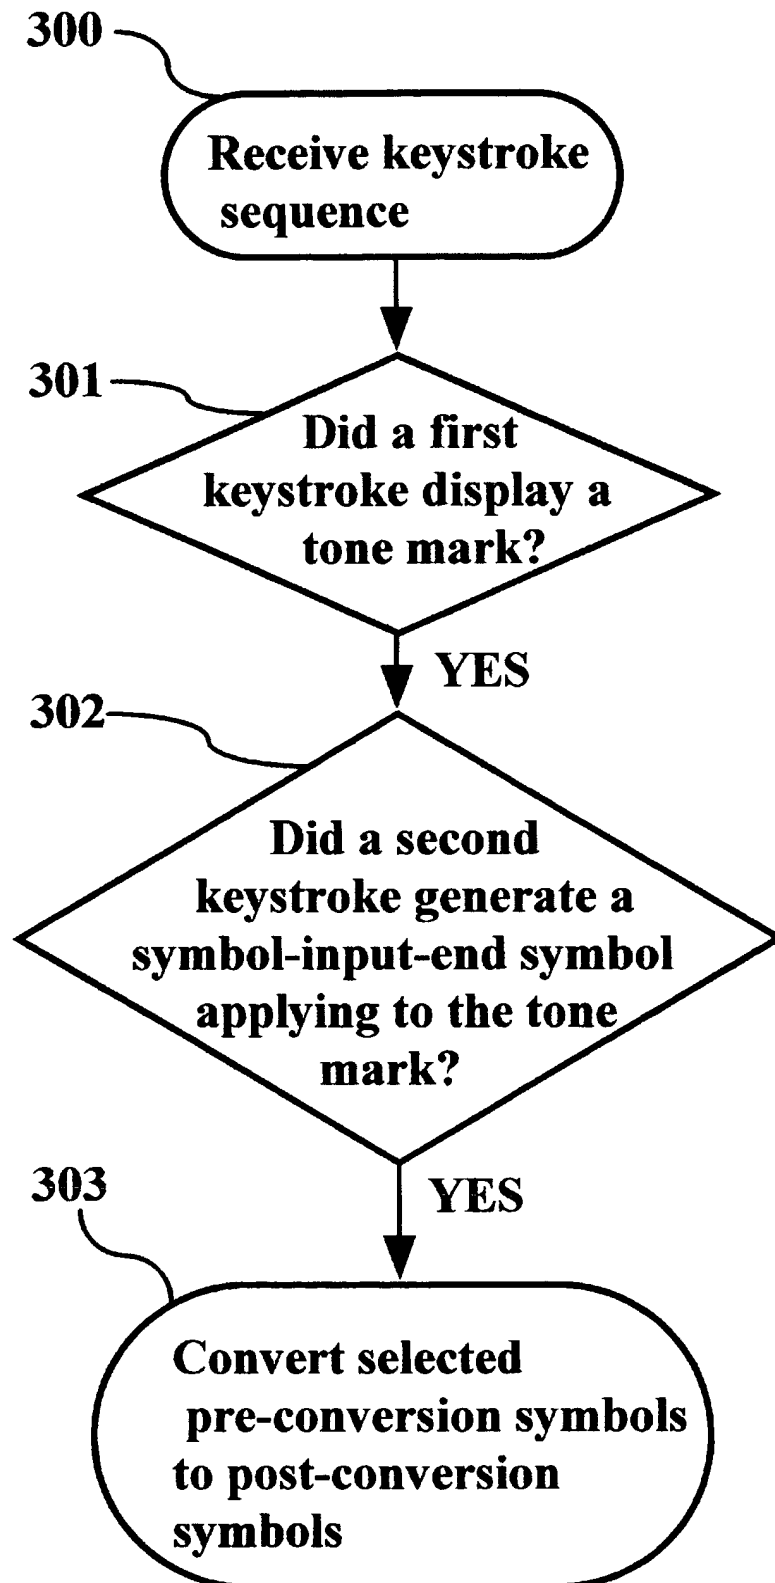 300
Receive keystroke
sequence
301
Did a first
keystroke display a
tone mark?
YES
302
Did a second
keystroke generate a
symbol-input-end symbol
applying to the tone
mark?
YES
303
Convert selected
pre-conversion symbols
to post-conversion
symbols